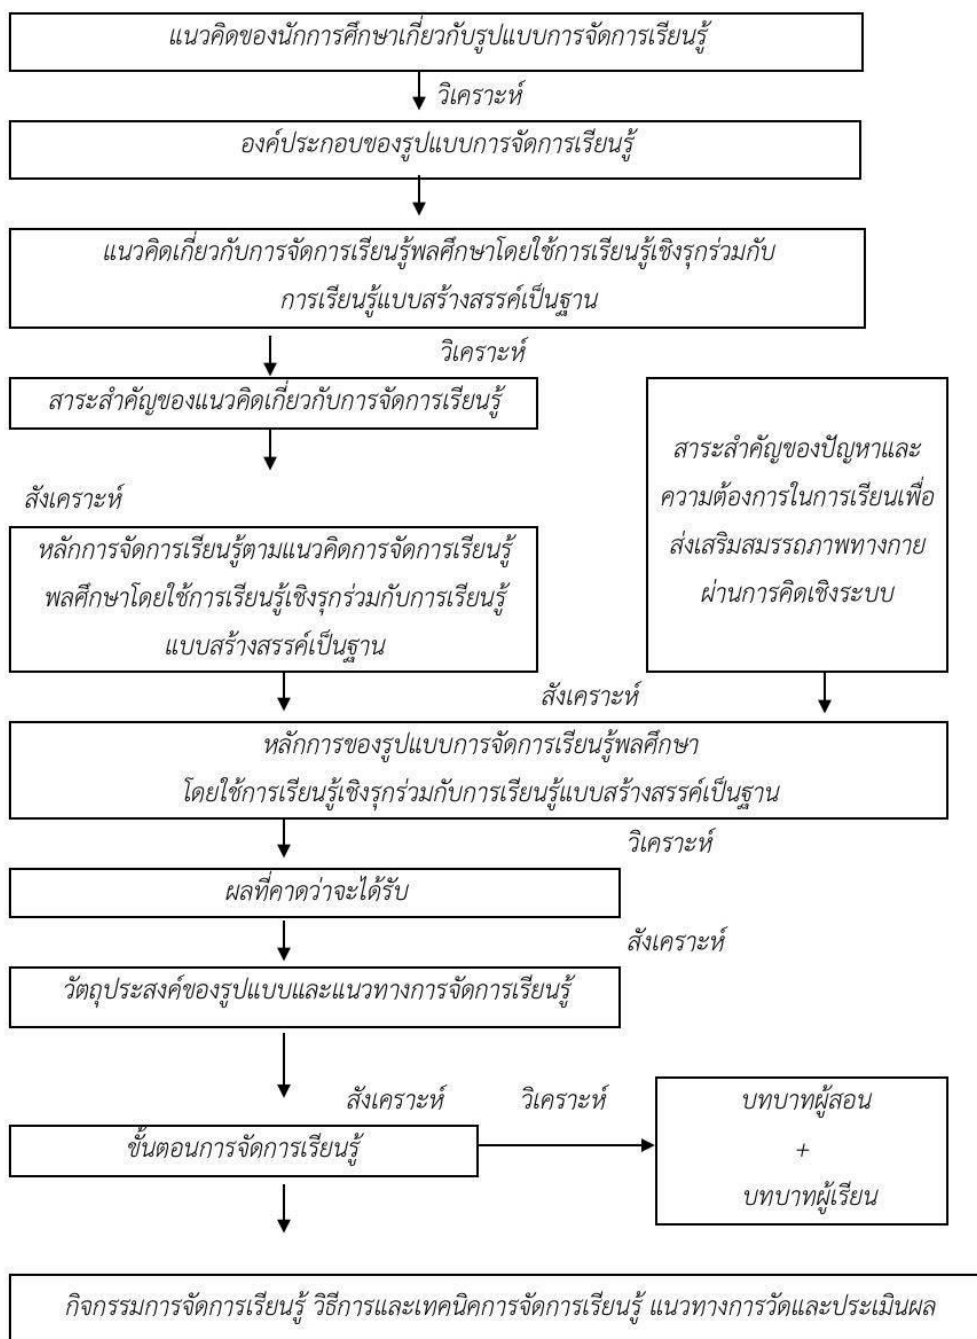 แนวคิดของนักการศึกษาเกี่ยวกับรูปแบบการจัดการเรียนรู้
วิเคราะห์
องค์ประกอบของรูปแบบการจัดการเรียนรู้
แนวคิดเกี่ยวกับการจัดการเรียนรู้พลศึกษาโดยใช้การเรียนรู้เชิงรุกร่วมกับ
การเรียนรู้แบบสร้างสรรค์เป็นฐาน
วิเคราะห์
สาระสำคัญของแนวคิดเกี่ยวกับการจัดการเรียนรู้
สาระสำคัญของปัญหาและ
ความต้องการในการเรียนเพื่อ
ส่งเสริมสมรรถภาพทางกาย
ผ่านการคิดเชิงระบบ
สังเคราะห์
หลักการจัดการเรียนรู้ตามแนวคิดการจัดการเรียนรู้
พลศึกษาโดยใช้การเรียนรู้เชิงรุกร่วมกับการเรียนรู้
แบบสร้างสรรค์เป็นฐาน
สังเคราะห์
หลักการของรูปแบบการจัดการเรียนรู้พลศึกษา
โดยใช้การเรียนรู้เชิงรุกร่วมกับการเรียนรู้แบบสร้างสรรค์เป็นฐาน
วิเคราะห์
ผลที่คาดว่าจะได้รับ
สังเคราะห์
วัตถุประสงค์ของรูปแบบและแนวทางการจัดการเรียนรู้
สังเคราะห์ วิเคราะห์
ขั้นตอนการจัดการเรียนรู้
บทบาทผู้สอน
+
บทบาทผู้เรียน
กิจกรรมการจัดการเรียนรู้ วิธีการและเทคนิคการจัดการเรียนรู้ แนวทางการวัดและประเมินผล